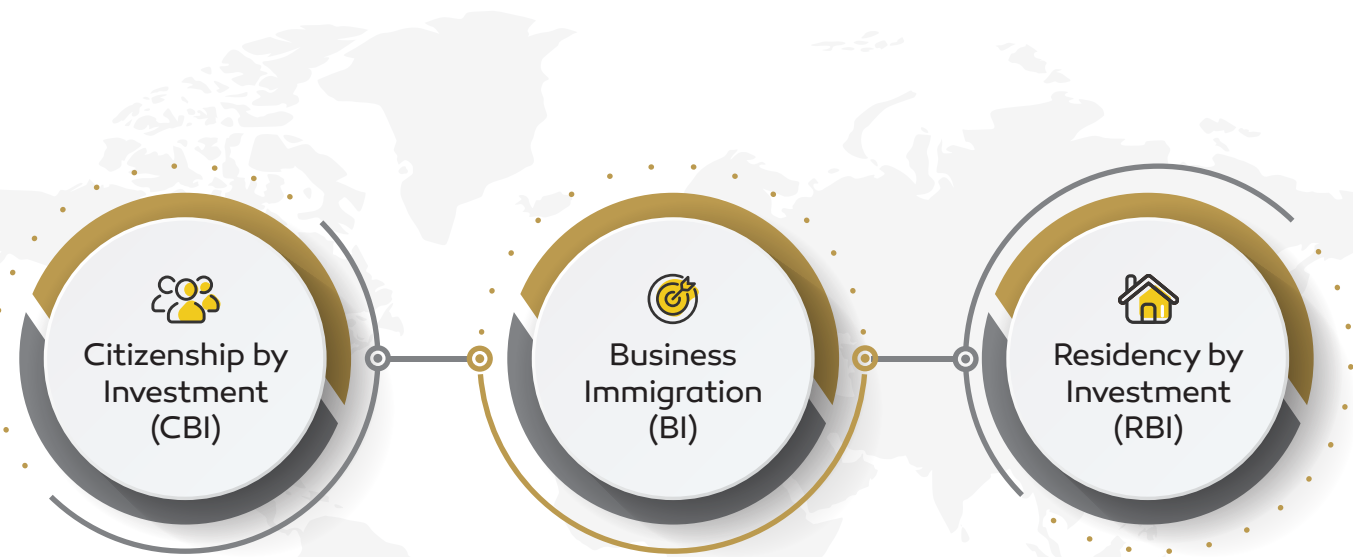 Citizenship by
Investment
(CBI)
Business
Immigration
(BI)
Residency by
Investment
(RBI)